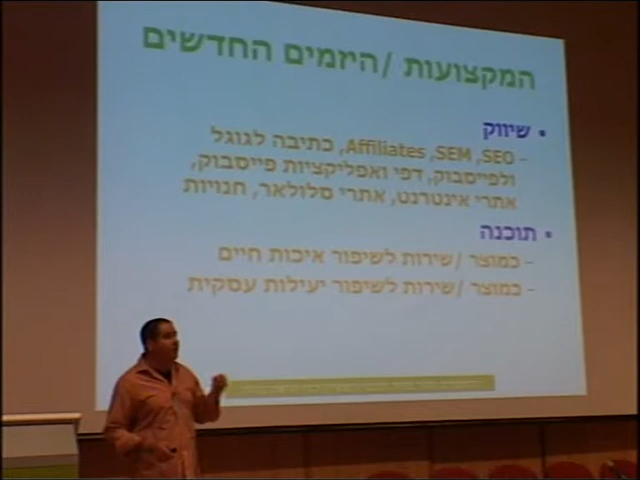 המקצועות /היזמים החדשים
• שיווק
– SEO, SEM, Affiliates, כתיבה לגוגל
ולפייסבוק, דפי ואפליקציות פייסבוק,
אתרי אינטרנט, אתרי סלולאר, חנויות
• תוכנה
– כמוצר /שירות לשיפור איכות חיים
– כמוצר /שירות לשיפור יעילות עסקית